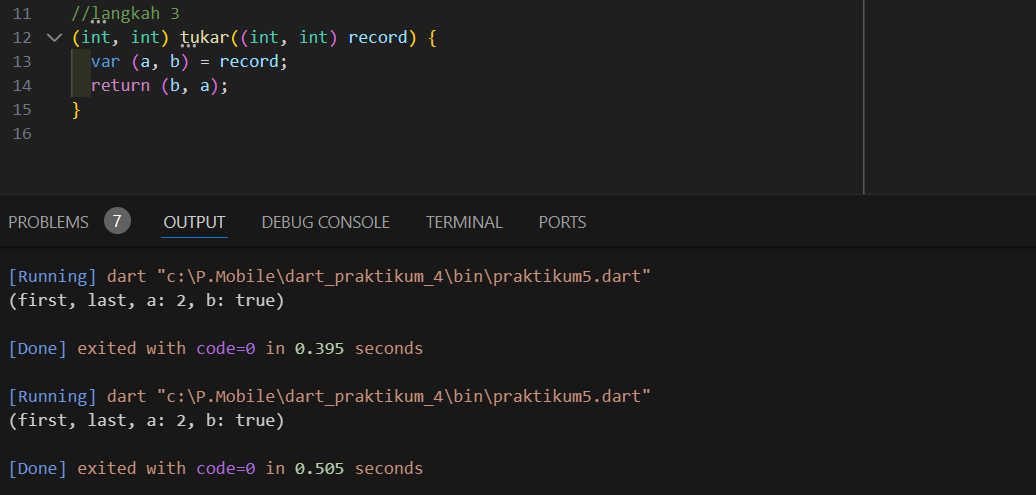 11 //langkah 3
12 (int, int) tukar((int, int) record) {
13 var (a, b) = record;
14 return (b, a);
15 }
16
PROBLEMS 7 OUTPUT DEBUG CONSOLE TERMINAL PORTS
[Running] dart "c:\P.Mobile\dart_praktikum_4\bin\praktikum5.dart"
(first, last, a: 2, b: true)
[Done] exited with code=0 in 0.395 seconds
[Running] dart "c:\P.Mobile\dart_praktikum_4\bin\praktikum5.dart"
(first, last, a: 2, b: true)
[Done] exited with code=0 in 0.505 seconds